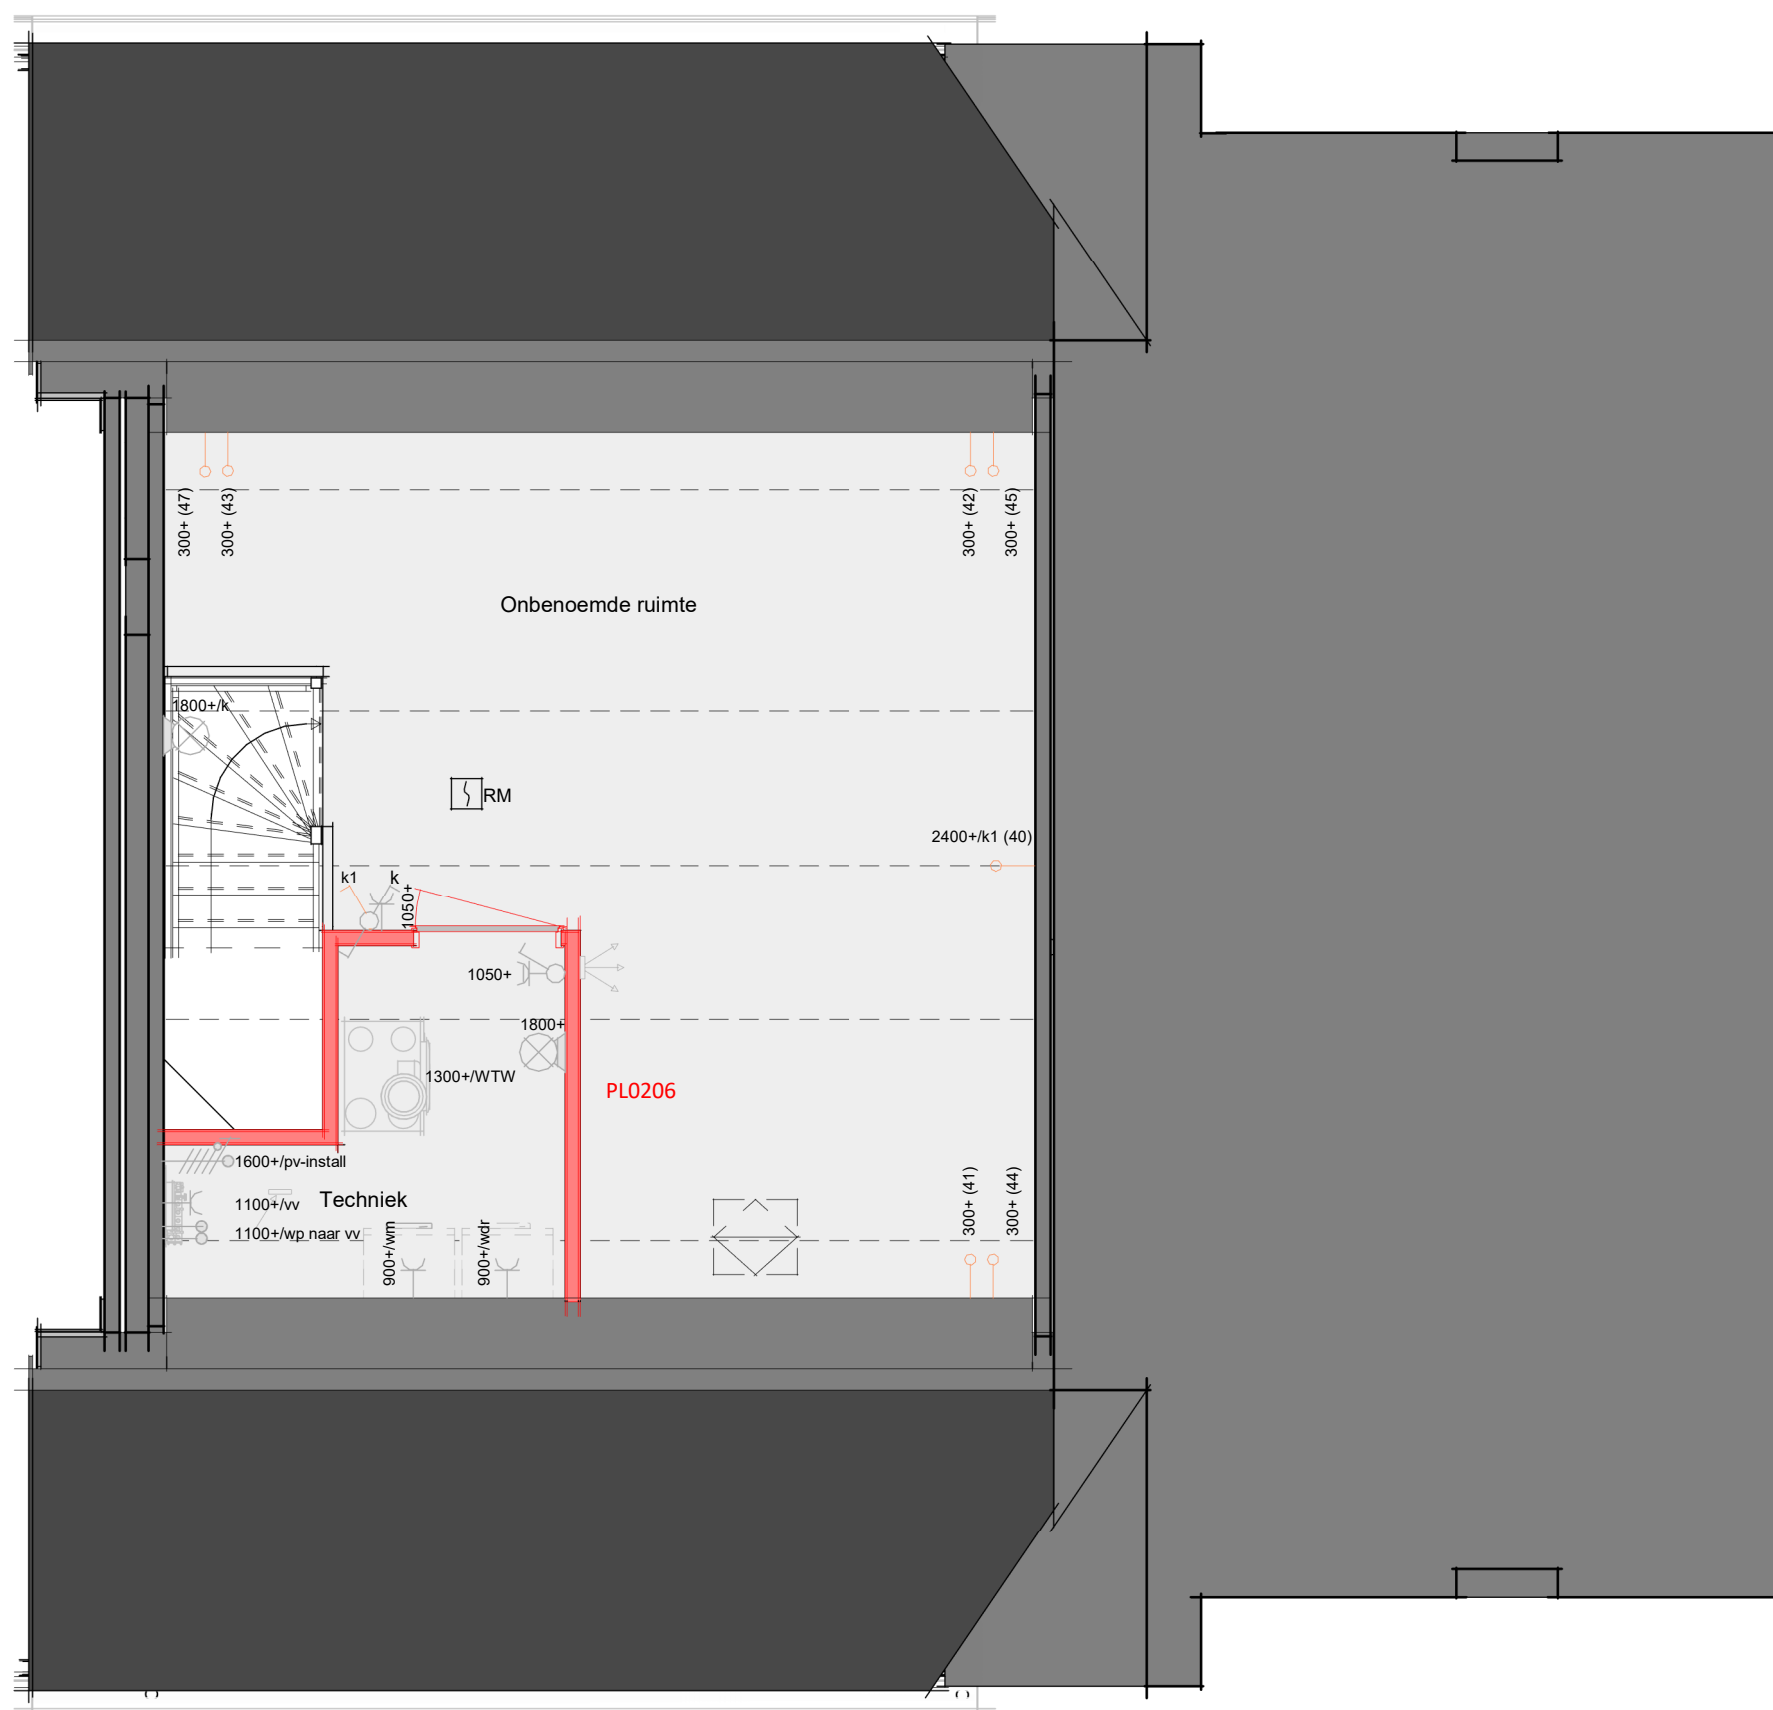 300+ (47)
300+ (43)
300+ (42)
300+ (45)
Onbenoemde ruimte
1800+/k
RM
2400+/k1 (40)
k1
k
1050+
1050+
1800+
1300+/WTW
PL0206
1600+/pv-install
1100+/vv
Techniek
1100+/wp naar vv
900+/wm
900+/wdr
300+ (41)
300+ (44)